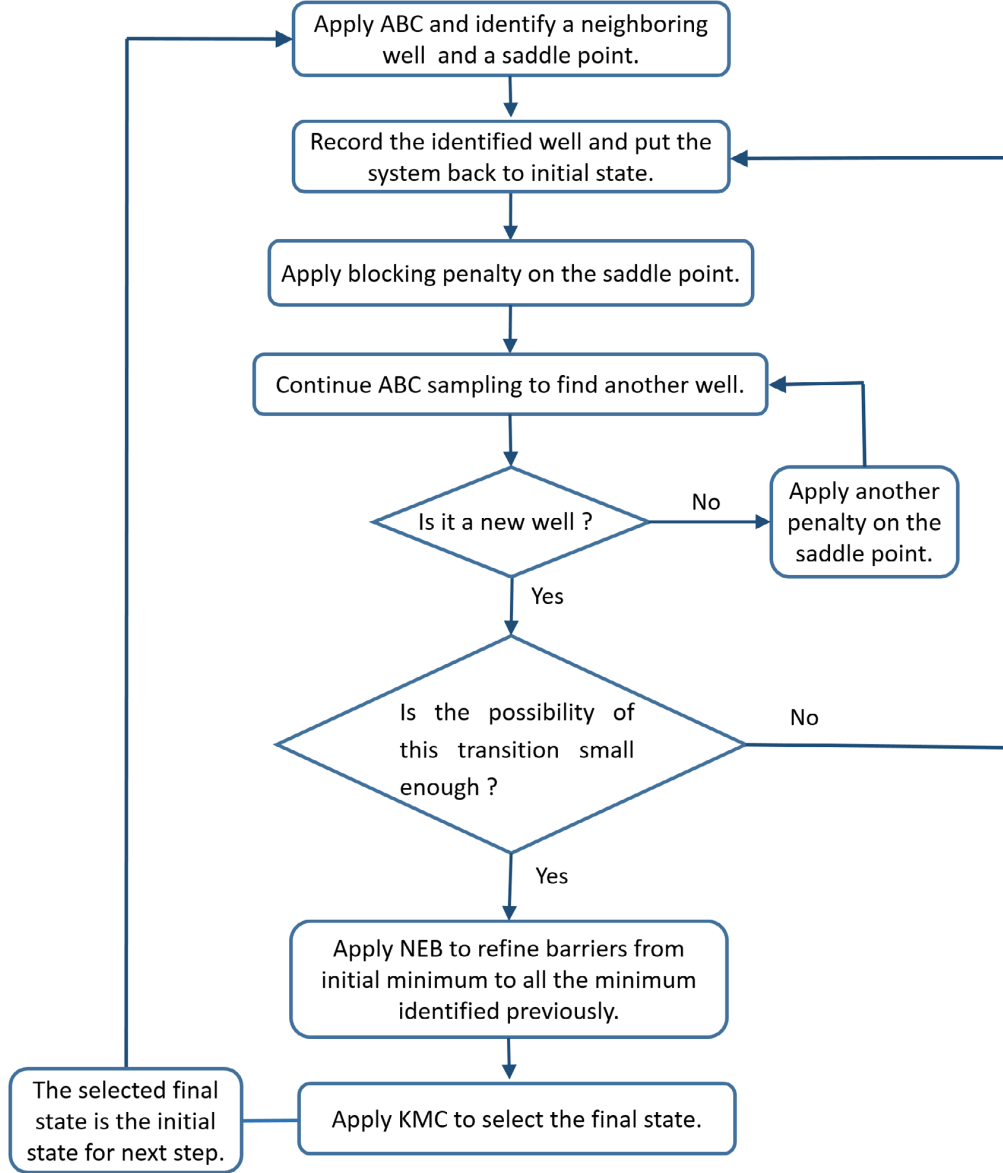 Apply ABC and identify a neighboring
well and a saddle point.
Record the identified well and put the
system back to initial state.
Apply blocking penalty on the saddle point.
Continue ABC sampling to find another well.
Is it a new well ?
No
Apply another
penalty on the
saddle point.
Yes
Is the possibility of
this transition small
enough ?
No
Yes
Apply NEB to refine barriers from
initial minimum to all the minimum
identified previously.
Apply KMC to select the final state.
The selected final
state is the initial
state for next step.